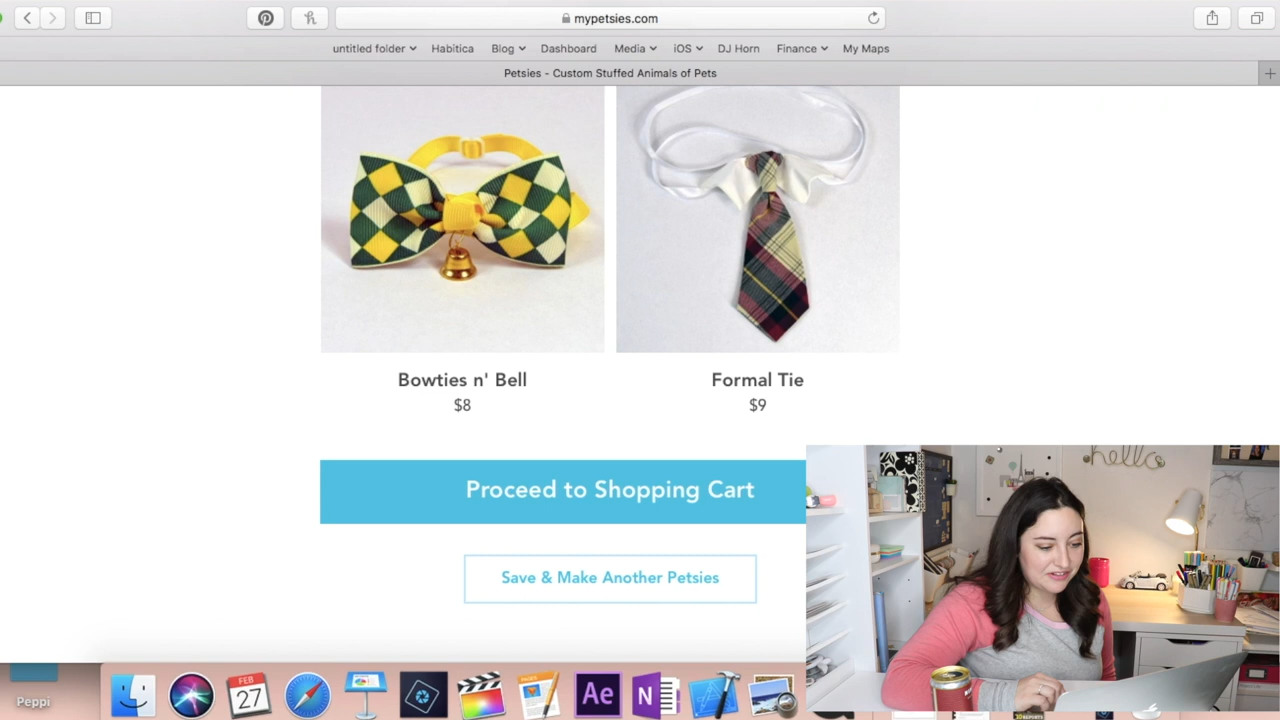 mypetsies.com
untitled folder Habitica Blog Dashboard Media iOS DJ Horn Finance My Maps
Petsies - Custom Stuffed Animals of Pets
Bowties n' Bell
$8
Formal Tie
$9
Proceed to Shopping Cart
Save & Make Another Petsies
hello
Peppi
FEB
27
PAGES
Ae
N